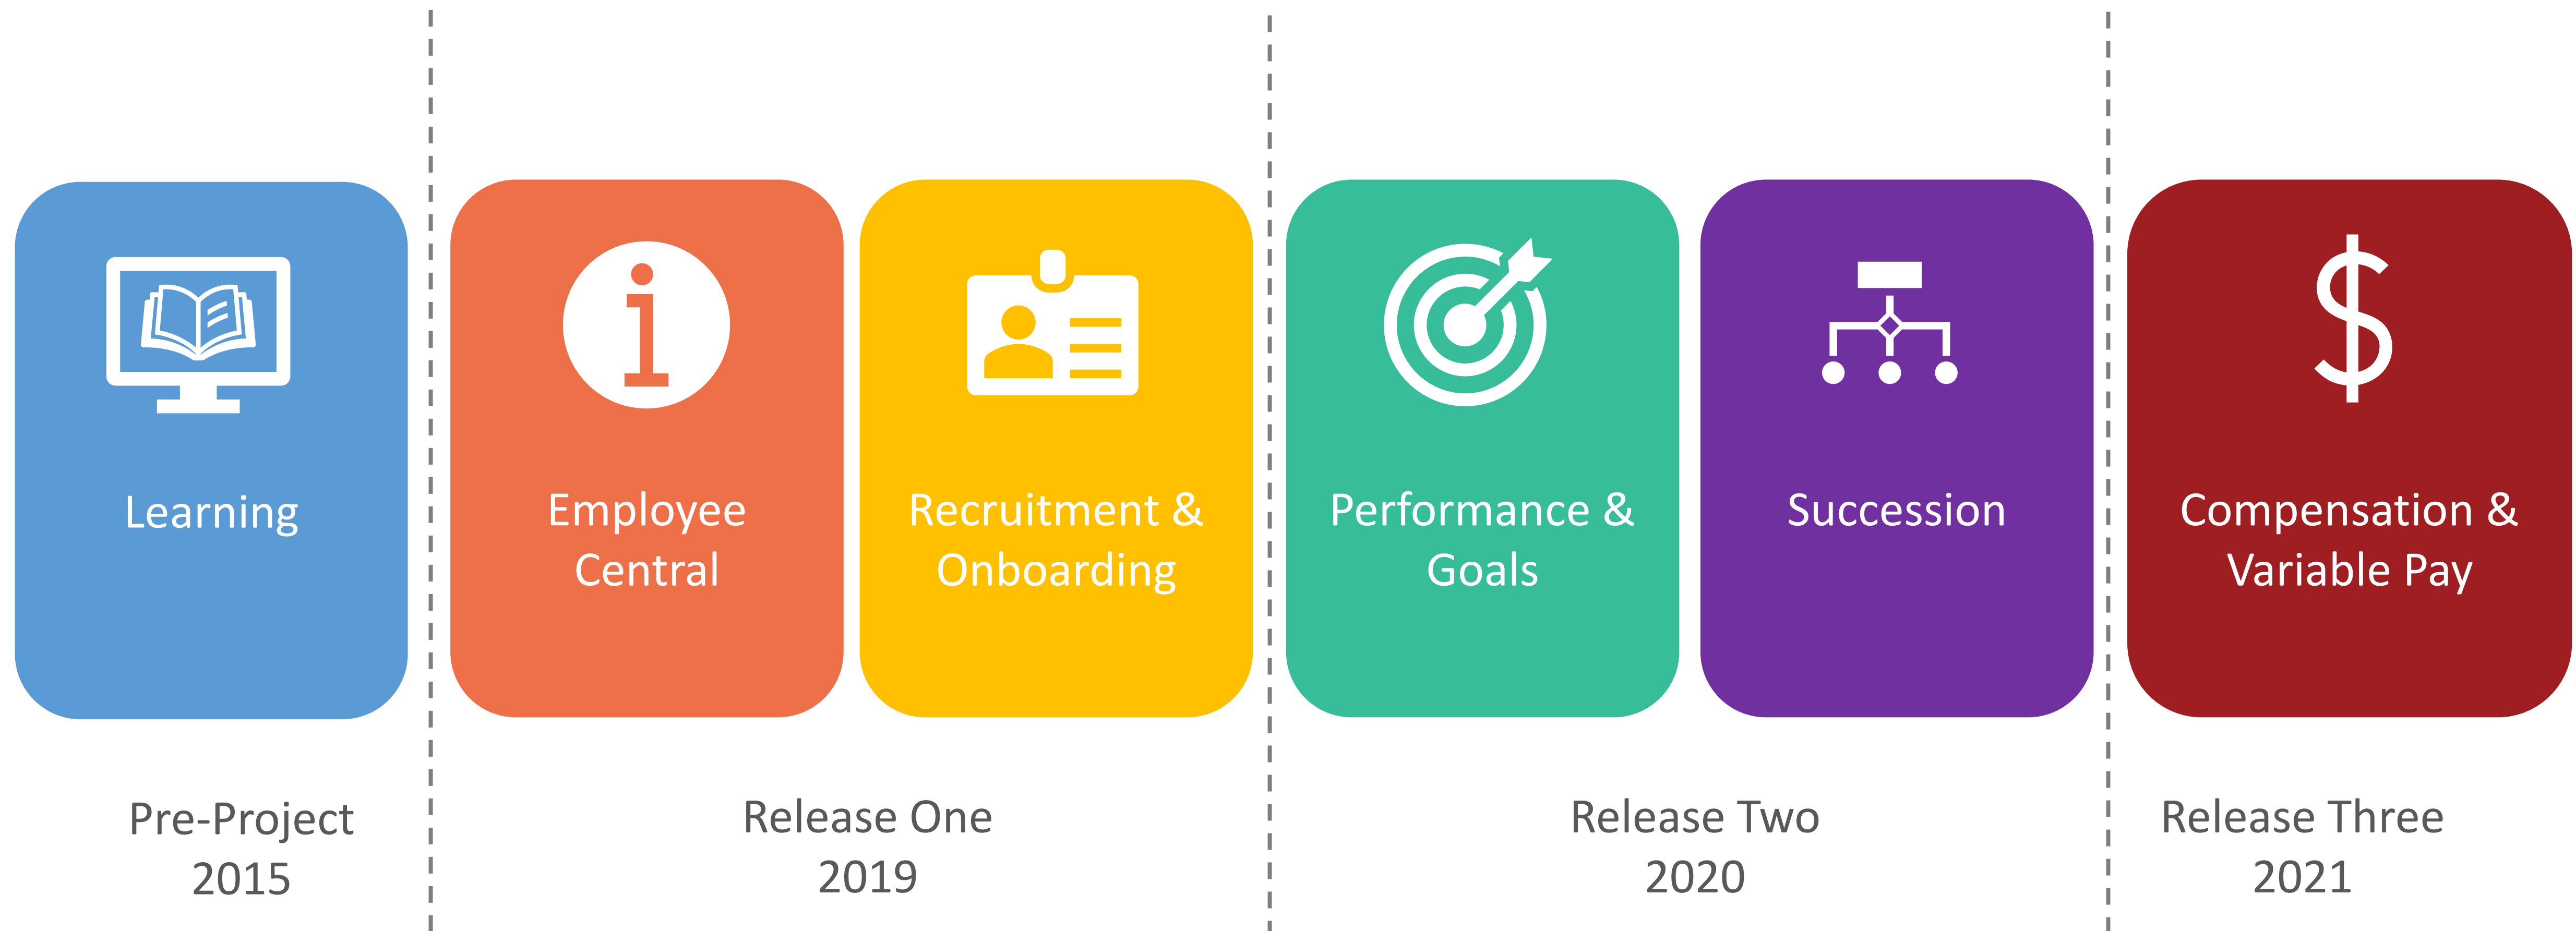 Learning
Employee
Central
Recruitment &
Onboarding
Performance &
Goals
Succession
Compensation &
Variable Pay
Pre-Project
2015
Release One
2019
Release Two
2020
Release Three
2021